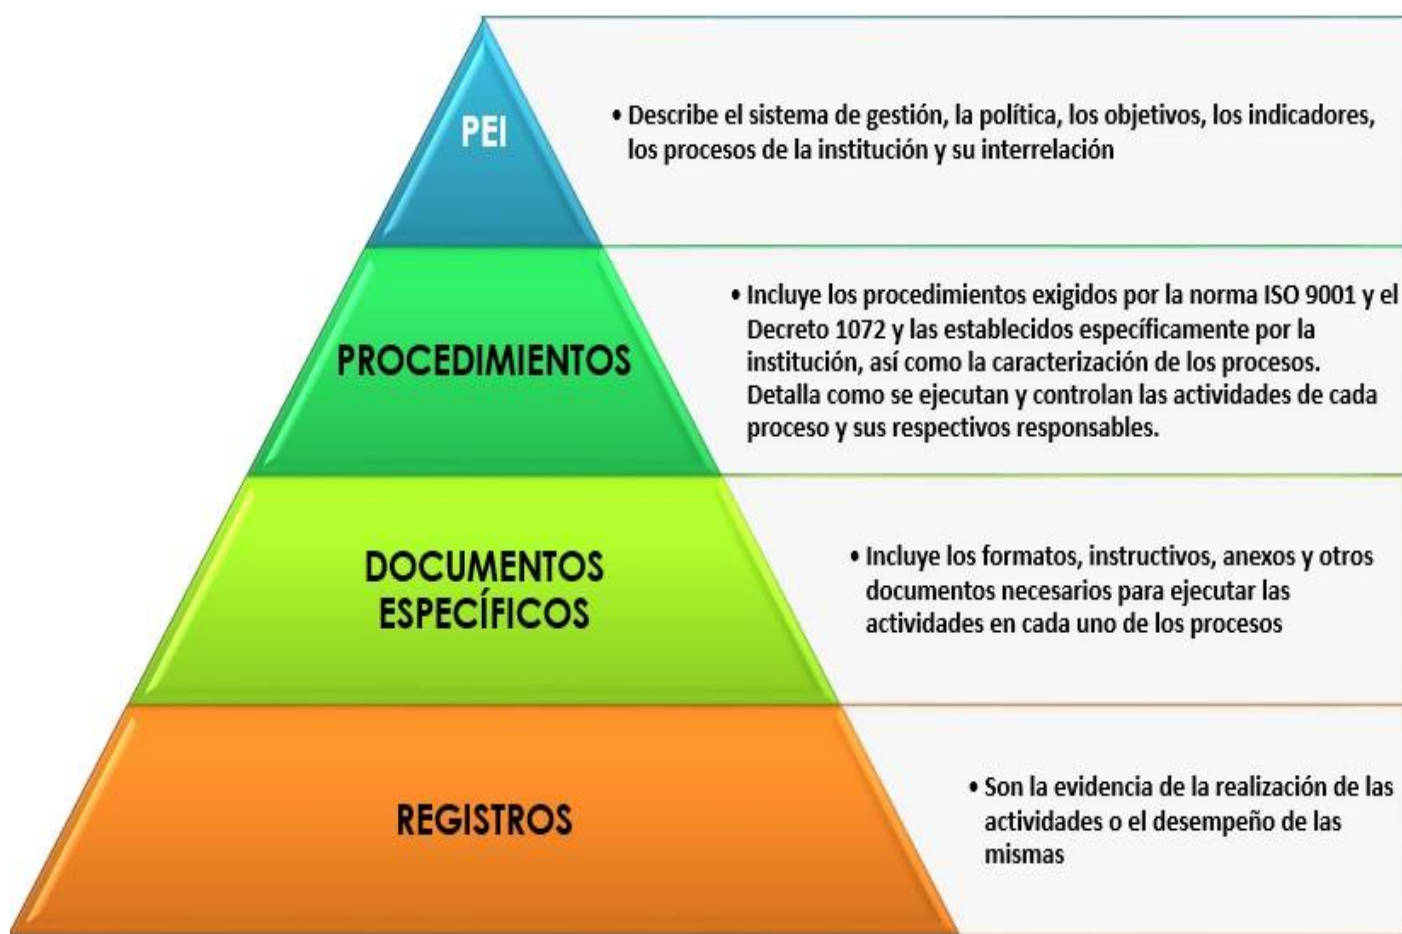 PEI
• Describe el sistema de gestión, la política, los objetivos, los indicadores,
los procesos de la institución y su interrelación
PROCEDIMIENTOS
• Incluye los procedimientos exigidos por la norma ISO 9001 y el
Decreto 1072 y las establecidos específicamente por la
institución, así como la caracterización de los procesos.
Detalla como se ejecutan y controlan las actividades de cada
proceso y sus respectivos responsables.
DOCUMENTOS
ESPECÍFICOS
• Incluye los formatos, instructivos, anexos y otros
documentos necesarios para ejecutar las
actividades en cada uno de los procesos
REGISTROS
• Son la evidencia de la realización de las
actividades o el desempeño de las
mismas